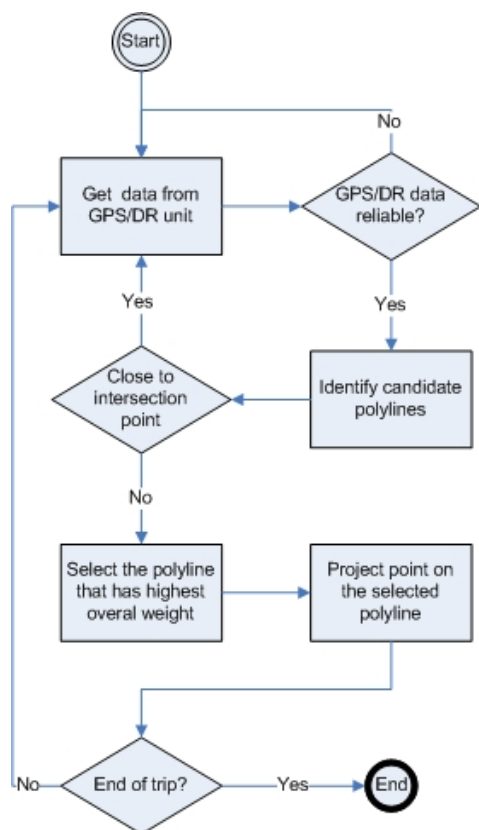 Start
No
Get data from
GPS/DR unit
GPS/DR data
reliable?
Yes
Yes
Close to
intersection
point
Identify candidate
polylines
No
Select the polyline
that has highest
overal weight
Project point on
the selected
polyline
No
End of trip?
Yes
End